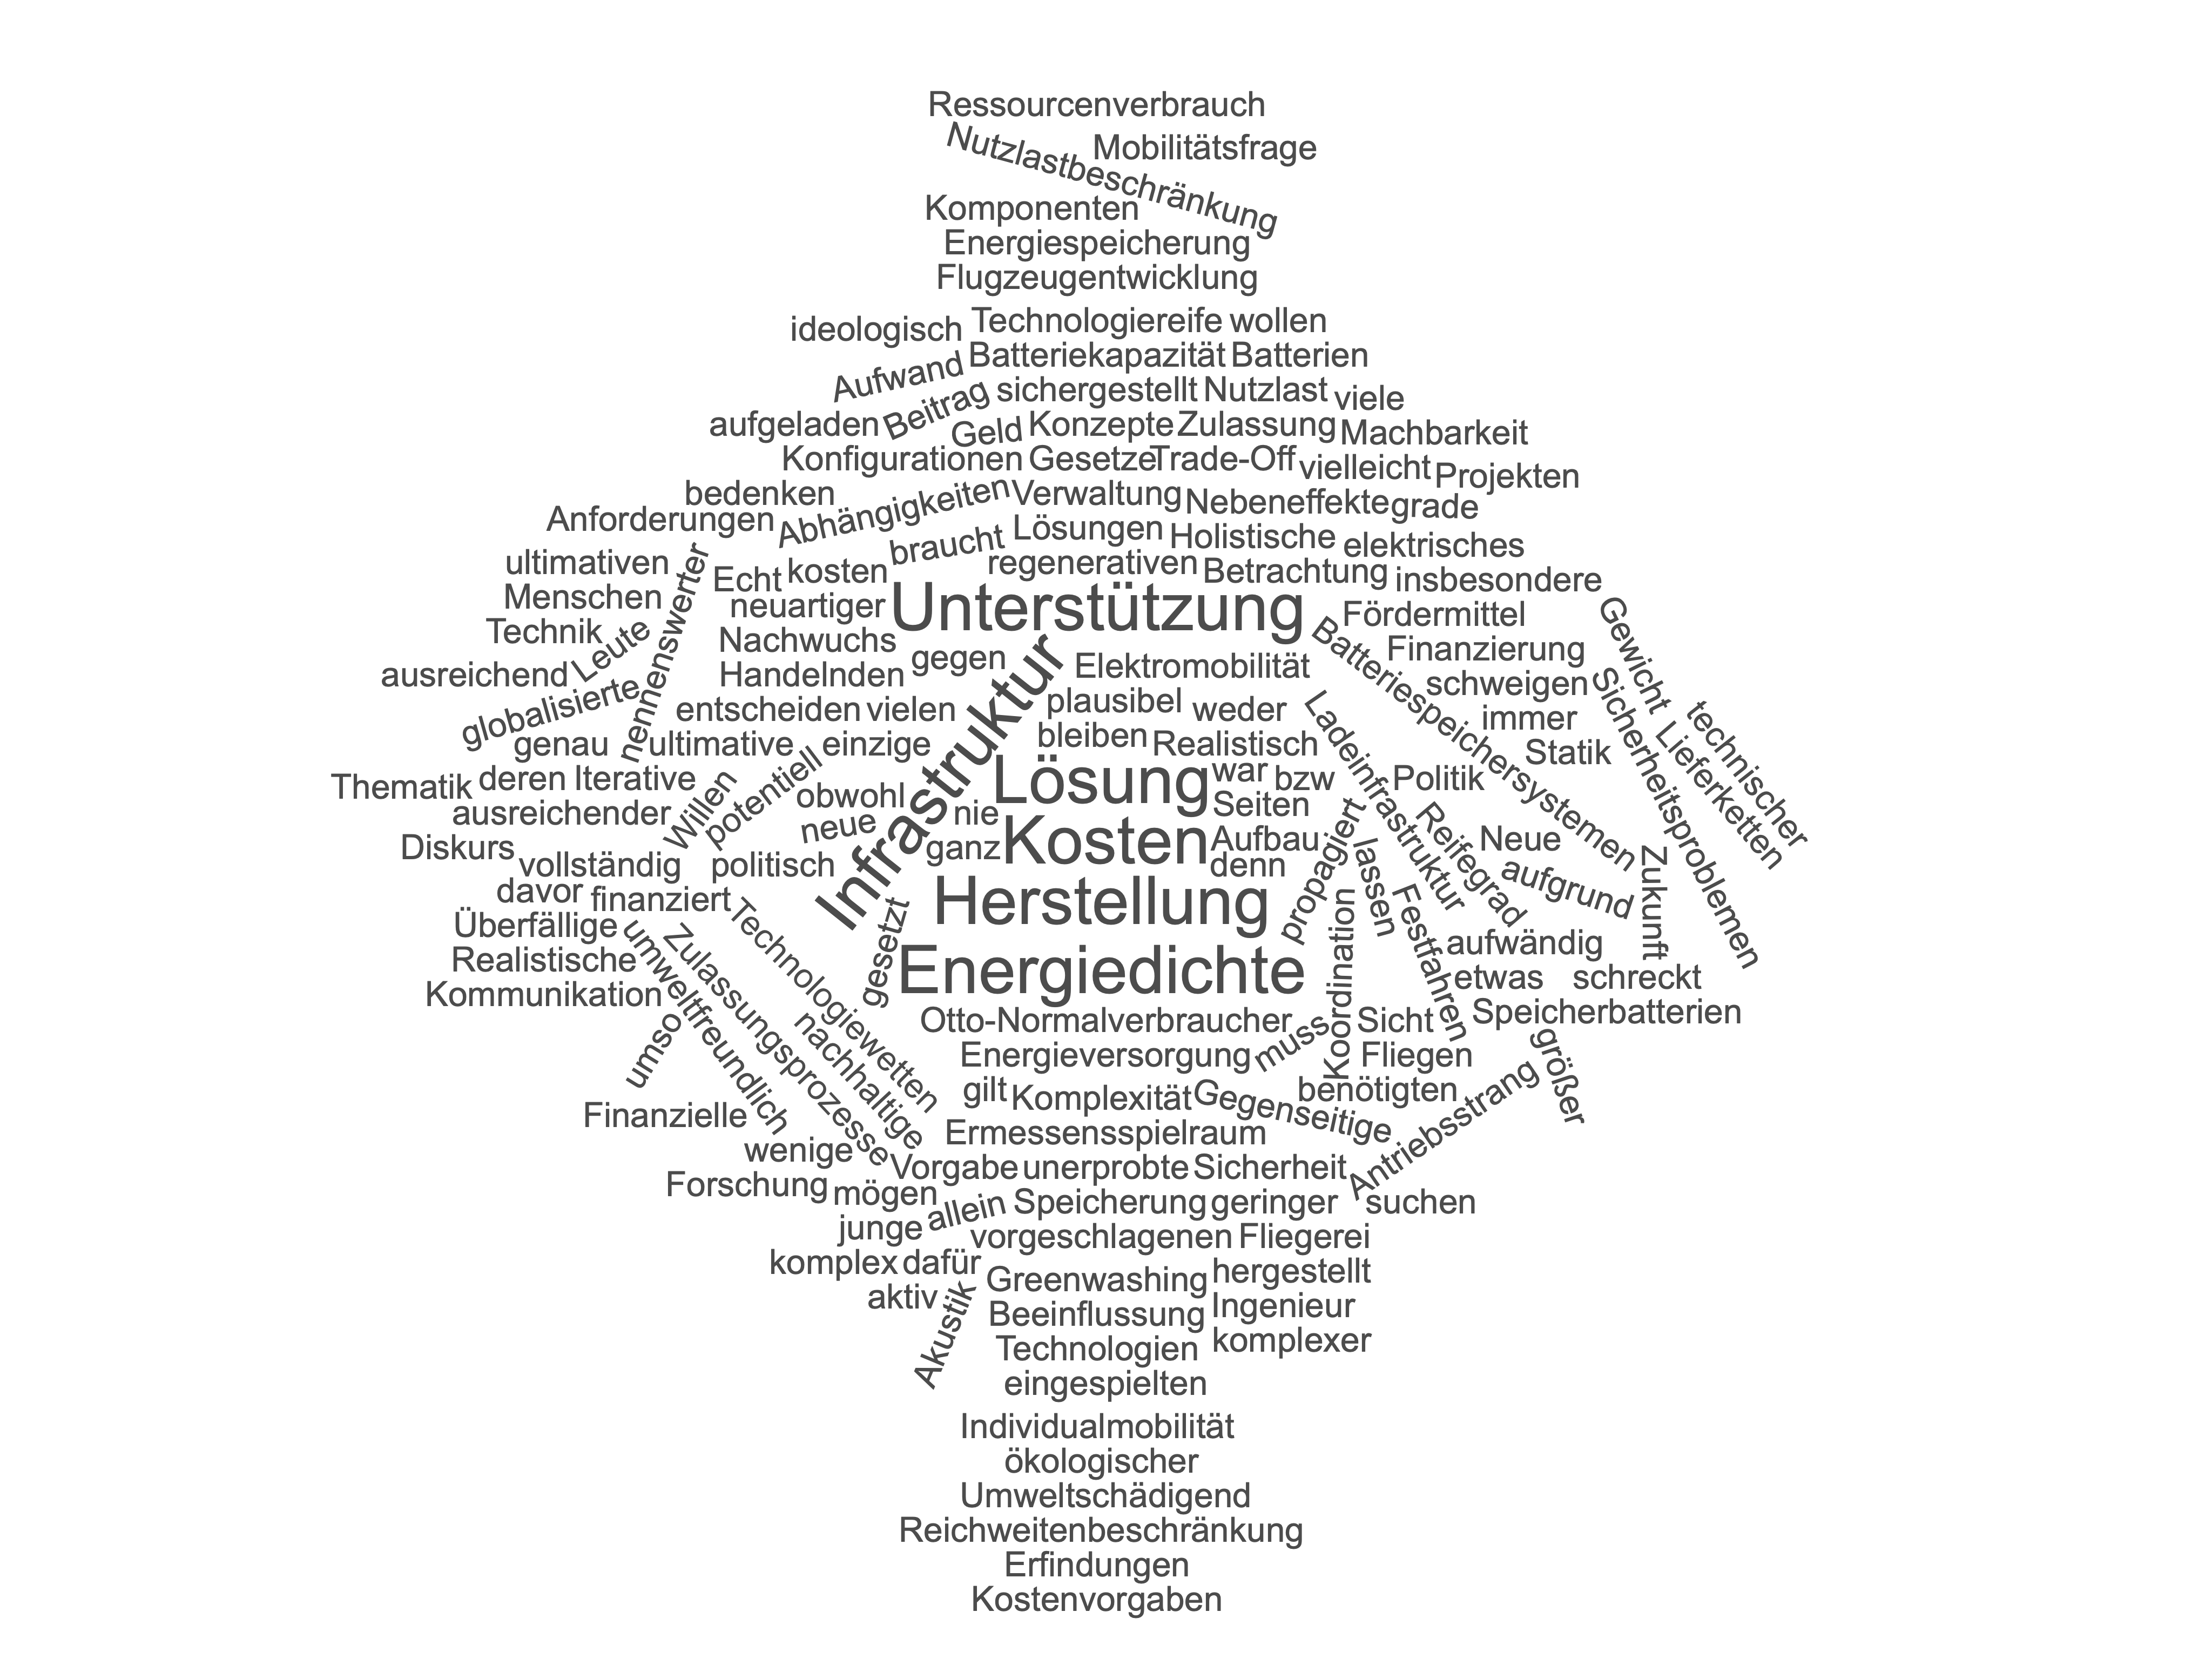 Ressourcenverbrauch
Nutzlastbeschränkung
Mobilitätsfrage
Komponenten
Energiespeicherung
Flugzeugentwicklung
ideologisch
Technologiereife
wollen
Batteriekapazität
Batterien
Aufwand
Beitrag
sichergestellt
Nutzlast
viele
aufgeladen
Geld
Konzepte
Zulassung
Machbarkeit
Konfigurationen
Gesetze
Trade-Off
vielleicht
Projekten
bedenken
Abhängigkeiten
Verwaltung
Nebeneffekte
grade
Anforderungen
braucht
Lösungen
Holistische
elektrisches
ultimativen
nennenswerter
Echt
kosten
regenerativen
Betrachtung
insbesondere
Menschen
neuartiger
Unterstützung
Fördermittel
Gewicht
Technik
Leute
Nachwuchs
gegen
Infrastruktur
Elektromobilität
Batteriespeichersystemen
Finanzierung
ausreichend
Handelnden
schweigen
Sicherheitsproblemen
globalisierte
entscheiden
vielen
plausibel
weder
Ladeinfrastruktur
immer
Lieferketten
technischer
genau
ultimative
einzige
bleiben
Realistisch
Statik
Thematik
deren
Iterative
Willen
potentiell
obwohl
Lösung
war
bzw
Politik
ausreichender
neue
nie
Seiten
propagiert
Reifegrad
Diskurs
vollständig
politisch
ganz
Kosten
Aufbau
denn
lassen
Neue
aufgrund
Zukunft
davor
finanziert
Technologiewetten
gesetzt
Herstellung
Koordination
Festfahren
Überfällige
umweltfreundlich
Zulassungsprozesse
aufwändig
Realistische
Energiedichte
etwas
schreckt
Kommunikation
nachhaltige
Otto-Normalverbraucher
muss
Sicht
Speicherbatterien
umso
Energieversorgung
Fliegen
größer
Finanzielle
gilt
Komplexität
Gegenseitige
benötigten
Antriebsstrang
wenige
Ermessensspielraum
Forschung
Vorgabe
unerprobte
Sicherheit
mögen
allein
Speicherung
geringer
suchen
junge
vorgeschlagenen
Fliegerei
komplex
dafür
Greenwashing
hergestellt
aktiv
Akustik
Beeinflussung
Ingenieur
Technologien
komplexer
eingespielten
Individualmobilität
ökologischer
Umweltschädigend
Reichweitenbeschränkung
Erfindungen
Kostenvorgaben